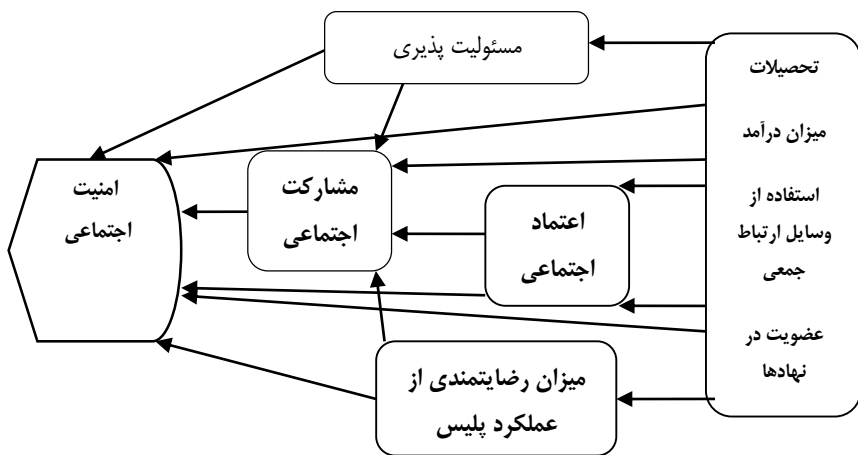 مسئولیت پذیری
تحصیلات
میزان درآمد
استفاده از
وسایل ارتباط
جمعی
عضویت در
نهادها
اعتماد
اجتماعی
مشارکت
اجتماعی
امنیت
اجتماعی
میزان رضایتمندی از
عملکرد پلیس